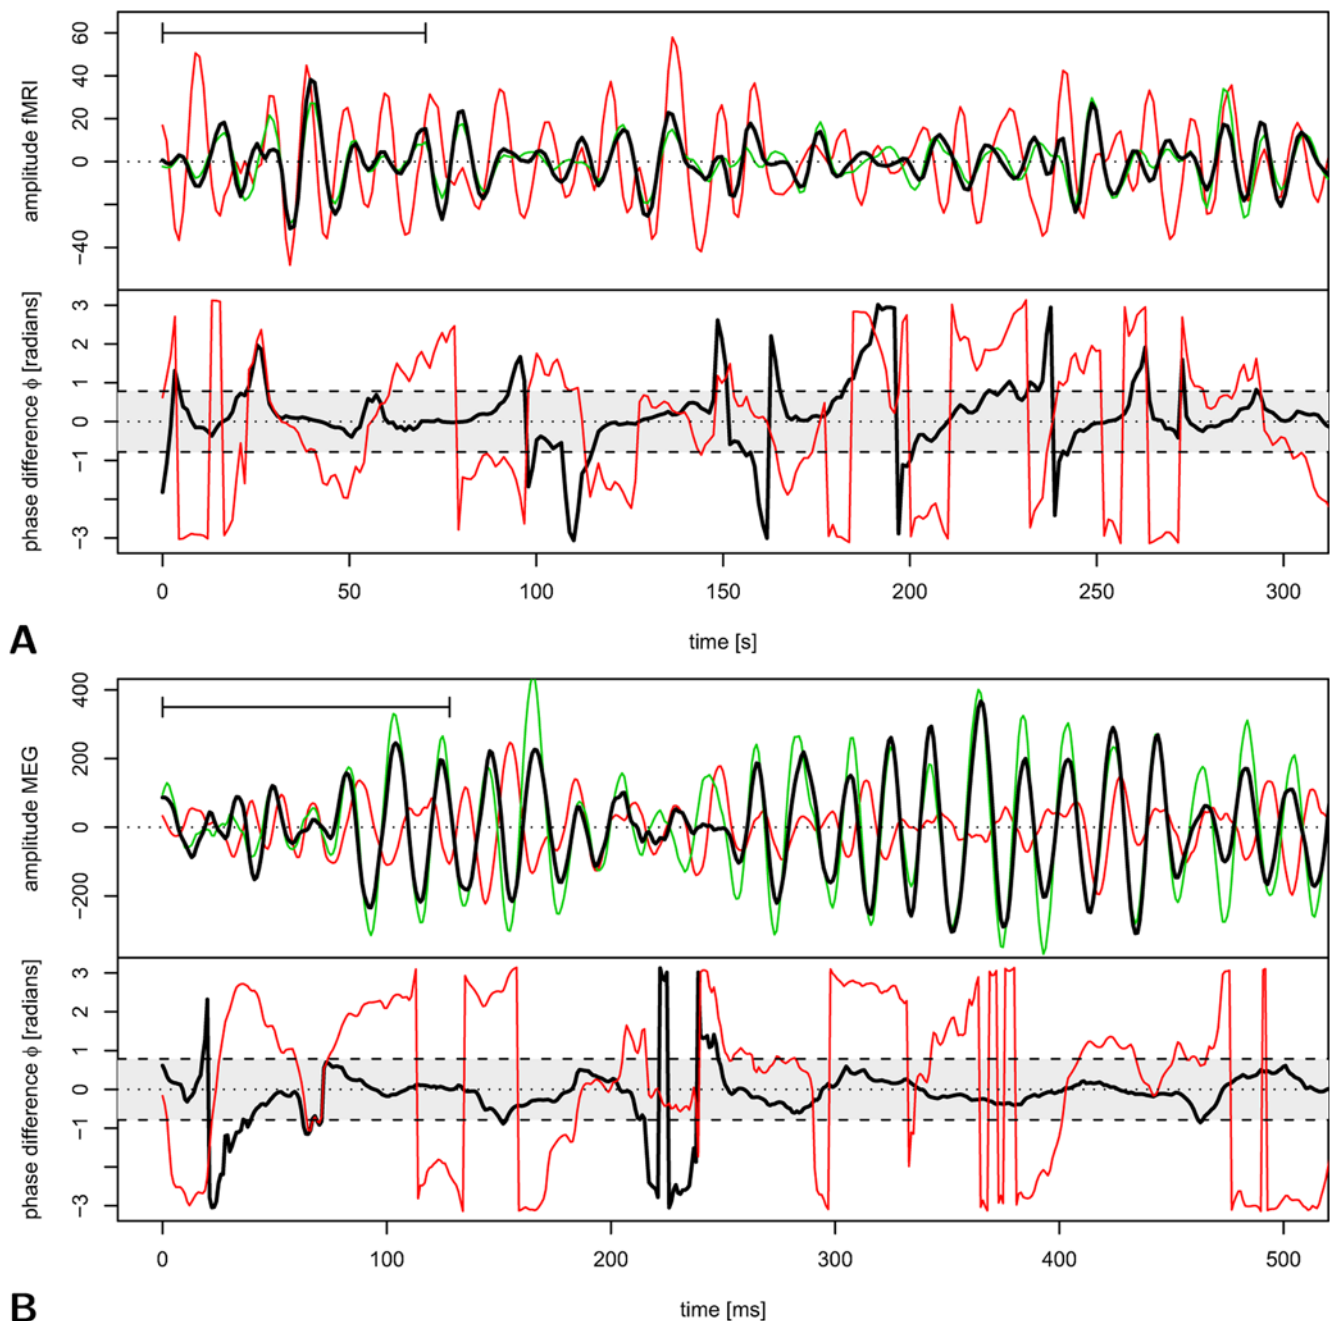 amplitude fMRI
60
40
20
0
−40
phase difference ϕ [radians]
3
2
1
0
−1
−3
0 50 100 150 200 250 300
time [s]
A
amplitude MEG
400
200
0
−200
phase difference ϕ [radians]
3
2
1
0
−1
−3
0 100 200 300 400 500
time [ms]
B